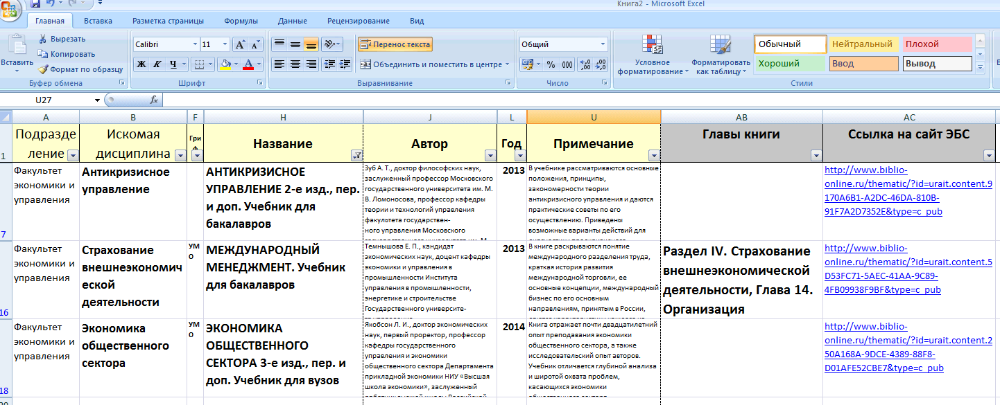 Книга2 - Microsoft Excel
Главная Вставка Разметка страницы Формулы Данные Рецензирование Вид
Вставить
Вырезать
Копировать
Формат по образцу
Буфер обмена
Calibri 11
Ж К Ч
Шрифт
Перенос текста
Объединить и поместить в центре
Выравнивание
Общий
% 000
Число
Условное форматирование
Форматировать как таблицу
Обычный Нейтральный Плохой
Хороший Ввод Вывод
Стили
U27
fx
A B F H J L U AB AC
1
Подразде
ление
Искомая
дисциплина
Гри
ф
Название
Автор
Год
Примечание
Главы книги
Ссылка на сайт ЭБС
7
Факультет
экономики и
управления
Антикризисное
управление
АНТИКРИЗИСНОЕ
УПРАВЛЕНИЕ 2-е изд., пер.
и доп. Учебник для
бакалавров
Зуб А. Т., доктор философских наук,
заслуженный профессор Московского
государственного университета им. М.
В. Ломоносова, профессор кафедры
теории и технологий управления
факультета государствен-
ного управления Московского
2013
В учебнике рассматриваются основные
положения, принципы,
закономерности теории
антикризисного управления и даются
практические советы по его
осуществлению. Приведены
возможные варианты действий для
http://www.biblio-
online.ru/thematic/?id=urait.content.9
170A6B1-A2DC-46DA-810B-
91F7A2D7352E&type=c_pub
16
Факультет
экономики и
управления
Страхование
внешнеэкономич
еской
деятельности
УМ
О
МЕЖДУНАРОДНЫЙ
МЕНЕДЖМЕНТ. Учебник
для бакалавров
Темнышова Е. П., кандидат
экономических наук, доцент кафедры
экономики и управления в
промышленности Института
управления в промышленности,
энергетике и строительстве
Государственного университе-
2013
В книге раскрываются понятие
международного разделения труда,
краткая история развития
международной торговли, ее
основные концепции, международный
бизнес по его основным
направлениям, принятым в России,
Раздел IV. Страхование
внешнеэкономической
деятельности, Глава 14.
Организация
http://www.biblio-
online.ru/thematic/?id=urait.content.5
D53FC71-5AEC-41AA-9C89-
4FB09938F9BF&type=c_pub
18
Факультет
экономики и
управления
Экономика
общественного
сектора
УМ
О
ЭКОНОМИКА
ОБЩЕСТВЕННОГО
СЕКТОРА 3-е изд., пер. и
доп. Учебник для вузов
Якобсон Л. И., доктор экономических
наук, первый проректор, профессор
кафедры государственного
управления и экономики
общественного сектора Департамента
прикладной экономики НИУ «Высшая
школа экономики», заслуженный
2014
Книга отражает почти двадцатилетний
опыт преподавания экономики
общественного сектора, а также
исследовательский опыт авторов.
Учебник отличается глубиной анализа
и широтой охвата проблем,
касающихся экономики
http://www.biblio-
online.ru/thematic/?id=urait.content.2
50A168A-9DCE-4389-88F8-
D01AFE52CBE7&type=c_pub